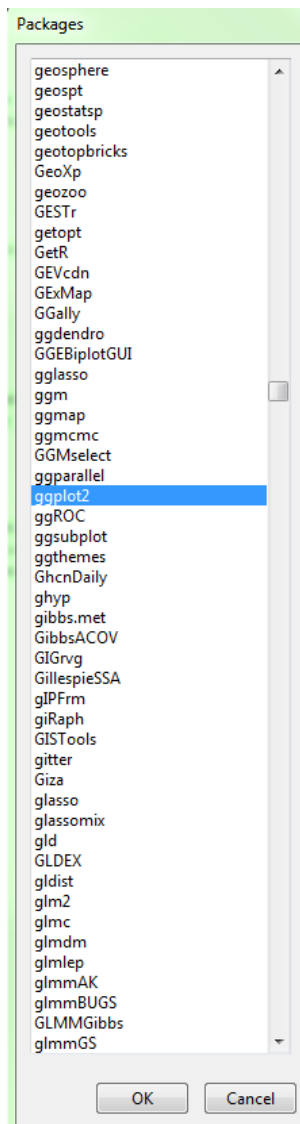 Packages
geosphere
geospt
geostatsp
geotools
geotopbricks
GeoXp
geozoo
GESTr
getopt
GetR
GEVcdn
GExMap
GGally
ggdendro
GGEBiplotGUI
gglasso
ggm
ggmap
ggmcmc
GGMselect
ggparallel
ggplot2
ggROC
ggsubplot
ggthemes
GhcnDaily
ghyp
gibbs.met
GibbsACOV
GIGrvg
GillespieSSA
gIPFrm
giRaph
GISTools
gitter
Giza
glasso
glassomix
gld
GLDEX
gldist
glm2
glmc
glmdm
glmlep
glmmAK
glmmBUGS
GLMMGibbs
glmmGS
OK Cancel